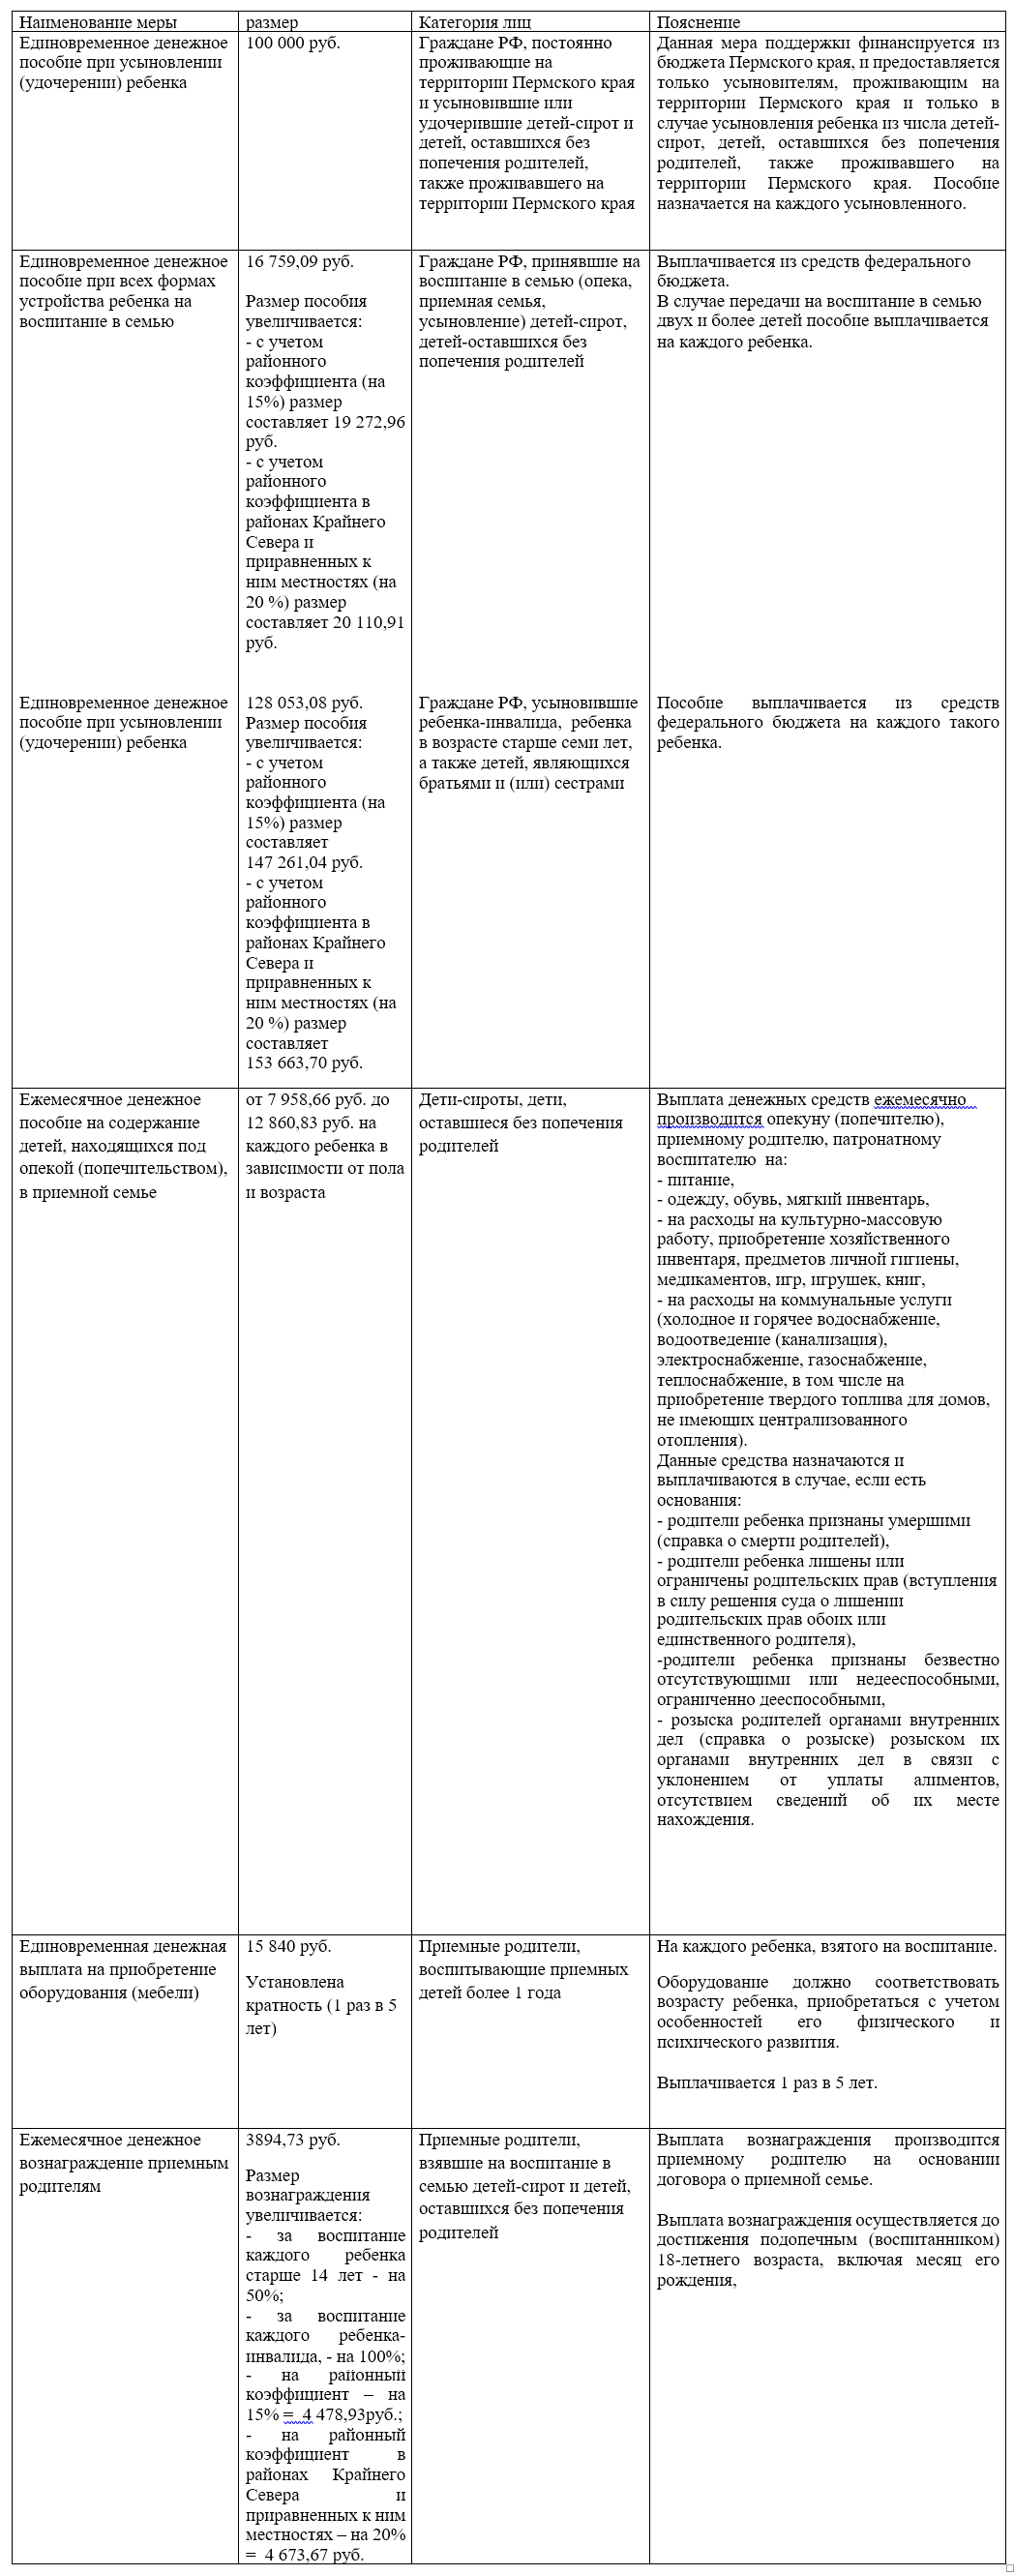 Наименование меры
размер
Категория лиц
Пояснение
Единовременное денежное
пособие при усыновлении
(удочерении) ребенка
100 000 руб.
Граждане РФ, постоянно
проживающие на
территории Пермского края
и усыновившие или
удочерившие детей-сирот и
детей, оставшихся без
попечения родителей,
также проживавшего на
территории Пермского края
Данная мера поддержки финансируется из
бюджета Пермского края, и предоставляется
только усыновителям, проживающим на
территории Пермского края и только в
случае усыновления ребенка из числа детей-
сирот, детей, оставшихся без попечения
родителей, также проживавшего на
территории Пермского края. Пособие
назначается на каждого усыновленного.
Единовременное денежное
пособие при всех формах
устройства ребенка на
воспитание в семью
16 759,09 руб.
Размер пособия
увеличивается:
- с учетом
районного
коэффициента (на
15%) размер
составляет 19 272,96
руб.
- с учетом
районного
коэффициента в
районах Крайнего
Севера и
приравненных к
ним местностях (на
20 %) размер
составляет 20 110,91
руб.
Граждане РФ, принявшие на
воспитание в семью (опека,
приемная семья,
усыновление) детей-сирот,
детей-оставшихся без
попечения родителей
Выплачивается из средств федерального
бюджета.
В случае передачи на воспитание в семью
двух и более детей пособие выплачивается
на каждого ребенка.
Единовременное денежное
пособие при усыновлении
(удочерении) ребенка
128 053,08 руб.
Размер пособия
увеличивается:
- с учетом
районного
коэффициента (на
15%) размер
составляет
147 261,04 руб.
- с учетом
районного
коэффициента в
районах Крайнего
Севера и
приравненных к
ним местностях (на
20 %) размер
составляет
153 663,70 руб.
Граждане РФ, усыновившие
ребенка-инвалида, ребенка
в возрасте старше семи лет,
а также детей, являющихся
братьями и (или) сестрами
Пособие выплачивается из средств
федерального бюджета на каждого такого
ребенка.
Ежемесячное денежное
пособие на содержание
детей, находящихся под
опекой (попечительством),
в приемной семье
от 7 958,66 руб. до
12 860,83 руб. на
каждого ребенка в
зависимости от пола
и возраста
Дети-сироты, дети,
оставшиеся без попечения
родителей
Выплата денежных средств ежемесячно
производится опекуну (попечителю),
приемному родителю, патронатному
воспитателю на:
- питание,
- одежду, обувь, мягкий инвентарь,
- на расходы на культурно-массовую
работу, приобретение хозяйственного
инвентаря, предметов личной гигиены,
медикаментов, игр, игрушек, книг,
- на расходы на коммунальные услуги
(холодное и горячее водоснабжение,
водоотведение (канализация),
электроснабжение, газоснабжение,
теплоснабжение, в том числе на
приобретение твердого топлива для домов,
не имеющих централизованного
отопления).
Данные средства назначаются и
выплачиваются в случае, если есть
основания:
- родители ребенка признаны умершими
(справка о смерти родителей),
- родители ребенка лишены или
ограничены родительских прав (вступления
в силу решения суда о лишении
родительских прав обоих или
единственного родителя),
-родители ребенка признаны безвестно
отсутствующими или недееспособными,
ограниченно дееспособными,
- розыска родителей органами внутренних
дел (справка о розыске) розыском их
органами внутренних дел в связи с
уклонением от уплаты алиментов,
отсутствием сведений об их месте
нахождения.
Единовременная денежная
выплата на приобретение
оборудования (мебели)
15 840 руб.
Установлена
кратность (1 раз в 5
лет)
Приемные родители,
воспитывающие приемных
детей более 1 года
На каждого ребенка, взятого на воспитание.
Оборудование должно соответствовать
возрасту ребенка, приобретаться с учетом
особенностей его физического и
психического развития.
Выплачивается 1 раз в 5 лет.
Ежемесячное денежное
вознаграждение приемным
родителям
3894,73 руб.
Размер
вознаграждения
увеличивается:
- за воспитание
каждого ребенка
старше 14 лет - на
50%;
- за воспитание
каждого ребенка-
инвалида, - на 100%;
- на районный
коэффициент – на
15% = 4 478,93руб.;
- на районный
коэффициент в
районах Крайнего
Севера и
приравненных к ним
местностях – на 20%
= 4 673,67 руб.
Приемные родители,
взявшие на воспитание в
семью детей-сирот и детей,
оставшихся без попечения
родителей
Выплата вознаграждения производится
приемному родителю на основании
договора о приемной семье.
Выплата вознаграждения осуществляется до
достижения подопечным (воспитанником)
18-летнего возраста, включая месяц его
рождения,